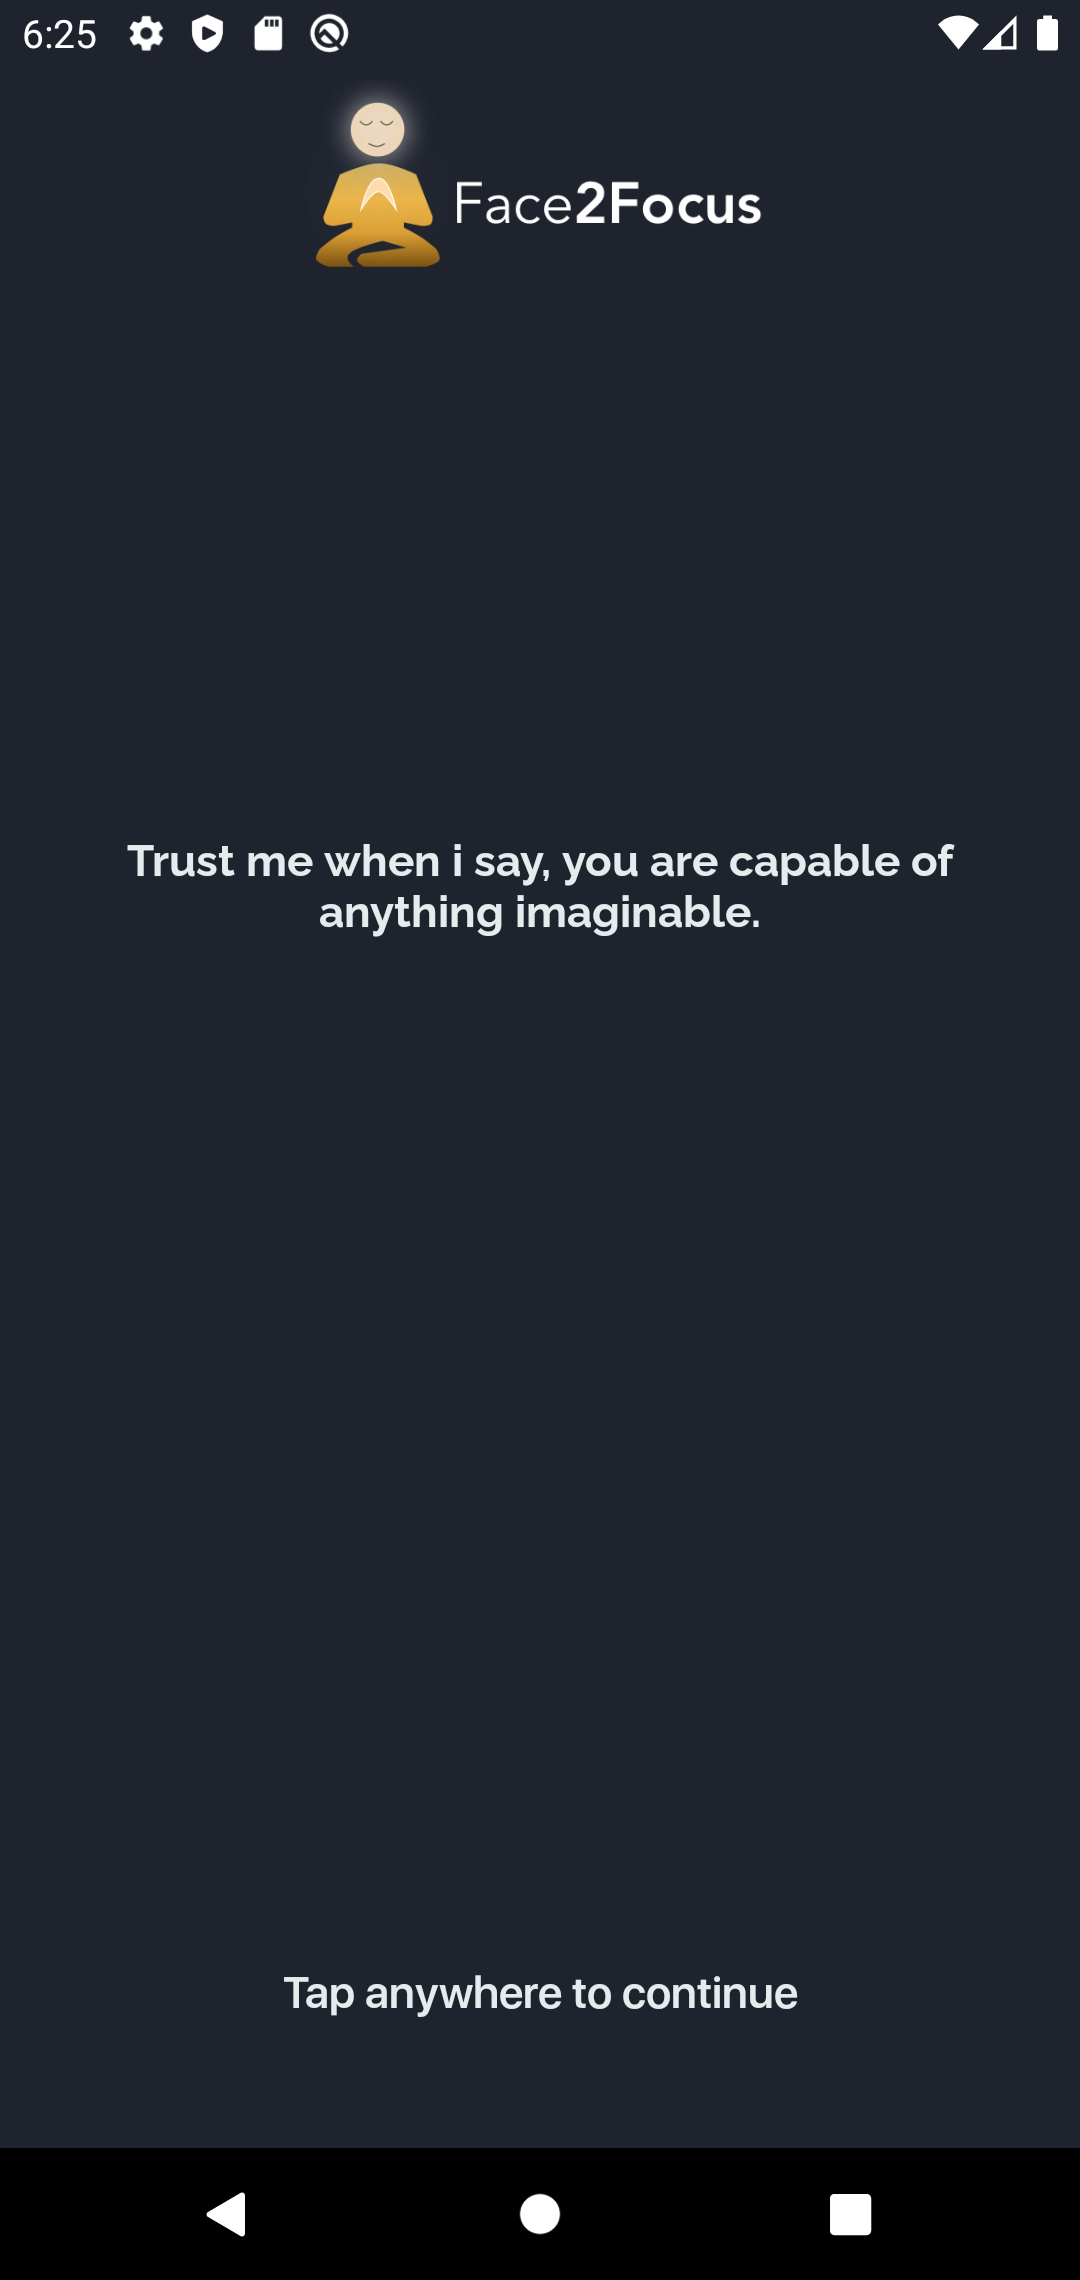 6:25
Face2Focus
Trust me when i say, you are capable of
anything imaginable.
Tap anywhere to continue